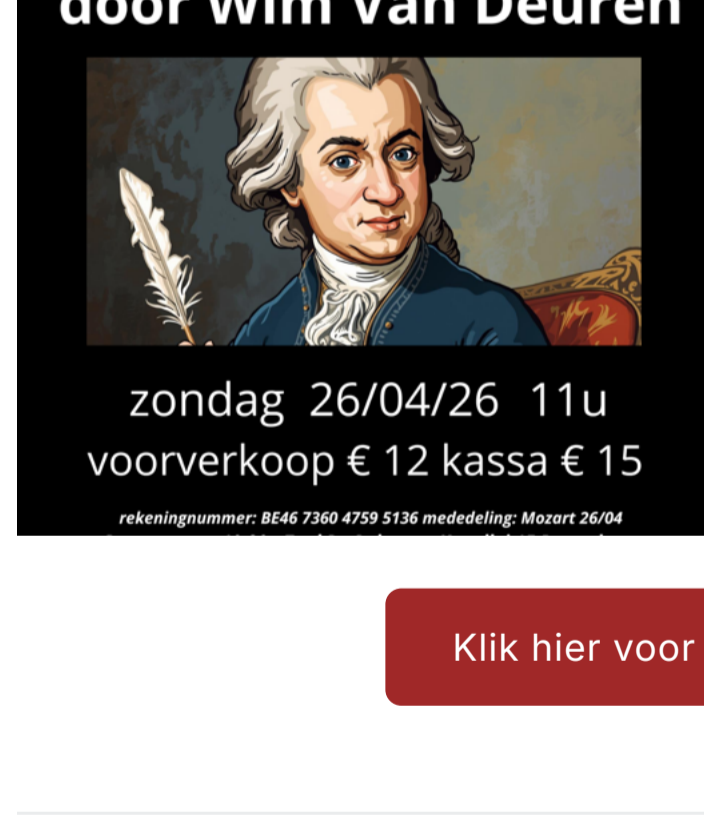 door Wim Van Deuren
zondag 26/04/26 11u
voorverkoop € 12 kassa € 15
rekeningnummer: BE46 7360 4759 5136 mededeling: Mozart 26/04
Klik hier voor